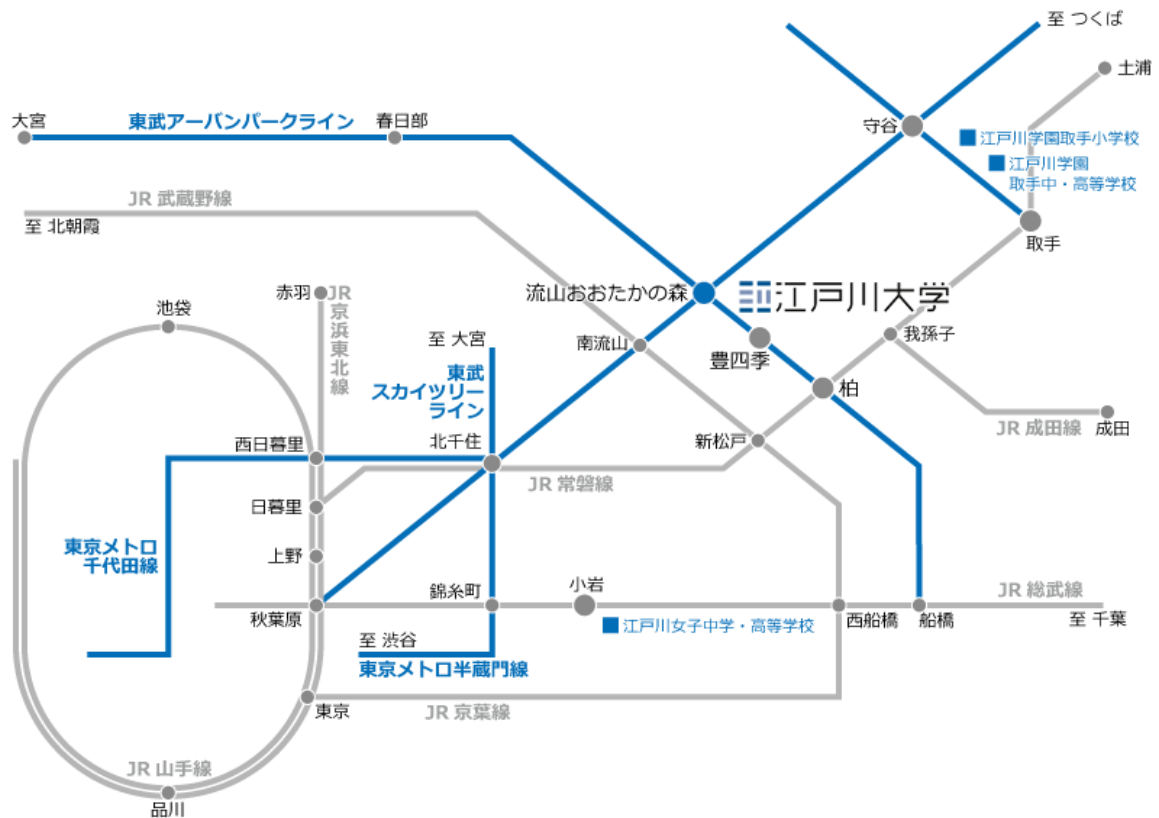 至 つくば
土浦
大宮
東武アーバンパークライン
春日部
守谷
江戸川学園取手小学校
江戸川学園
取手中・高等学校
JR 武蔵野線
至 北朝霞
取手
流山おおたかの森
江戸川大学
赤羽
JR
京
浜
東
北
線
池袋
至 大宮
南流山
我孫子
豊四季
東武
スカイツリー
ライン
柏
JR 成田線
成田
西日暮里
北千住
新松戸
JR 常磐線
日暮里
東京メトロ
千代田線
上野
小岩
錦糸町
JR 総武線
秋葉原
西船橋
船橋
至 千葉
江戸川女子中学・高等学校
至 渋谷
東京メトロ半蔵門線
東京
JR 京葉線
JR 山手線
品川